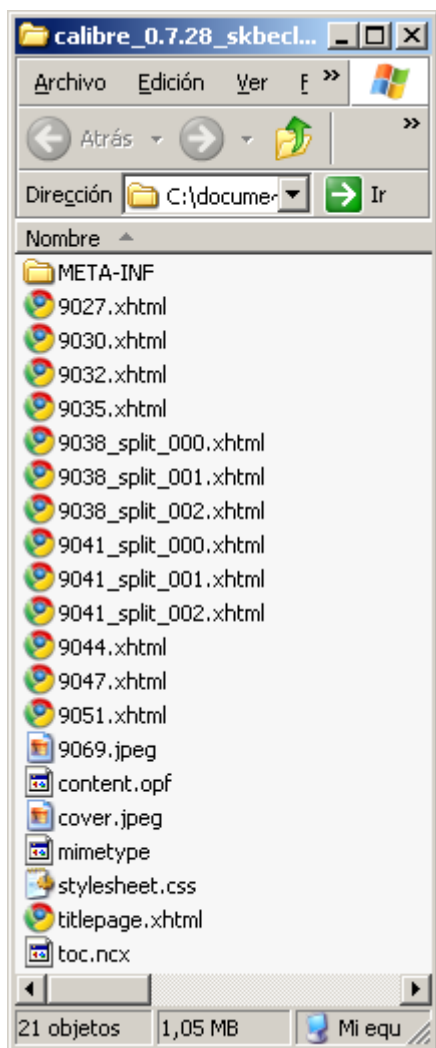 calibre_0.7.28_skbecl...
Archivo Edición Ver F »
Atrás »
Dirección C:\docume Ir
Nombre
META-INF
9027.xhtml
9030.xhtml
9032.xhtml
9035.xhtml
9038_split_000.xhtml
9038_split_001.xhtml
9038_split_002.xhtml
9041_split_000.xhtml
9041_split_001.xhtml
9041_split_002.xhtml
9044.xhtml
9047.xhtml
9051.xhtml
9069.jpeg
content.opf
cover.jpeg
mimetype
stylesheet.css
titlepage.xhtml
toc.ncx
21 objetos 1,05 MB Mi equ